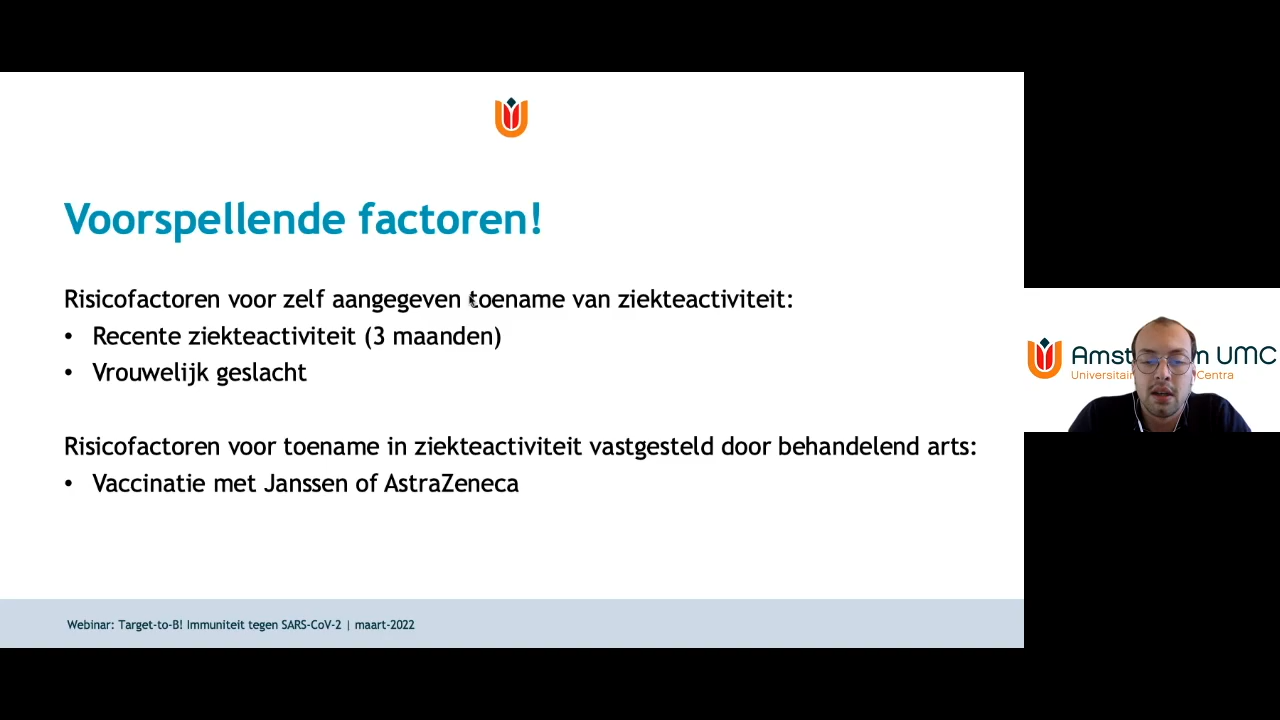 Voorspellende factoren!
Risicofactoren voor zelf aangegeven toename van ziekteactiviteit:
• Recente ziekteactiviteit (3 maanden)
• Vrouwelijk geslacht
Risicofactoren voor toename in ziekteactiviteit vastgesteld door behandelend arts:
• Vaccinatie met Janssen of AstraZeneca
Webinar: Target-to-B! Immuniteit tegen SARS-CoV-2 | maart-2022
UMC
Centra